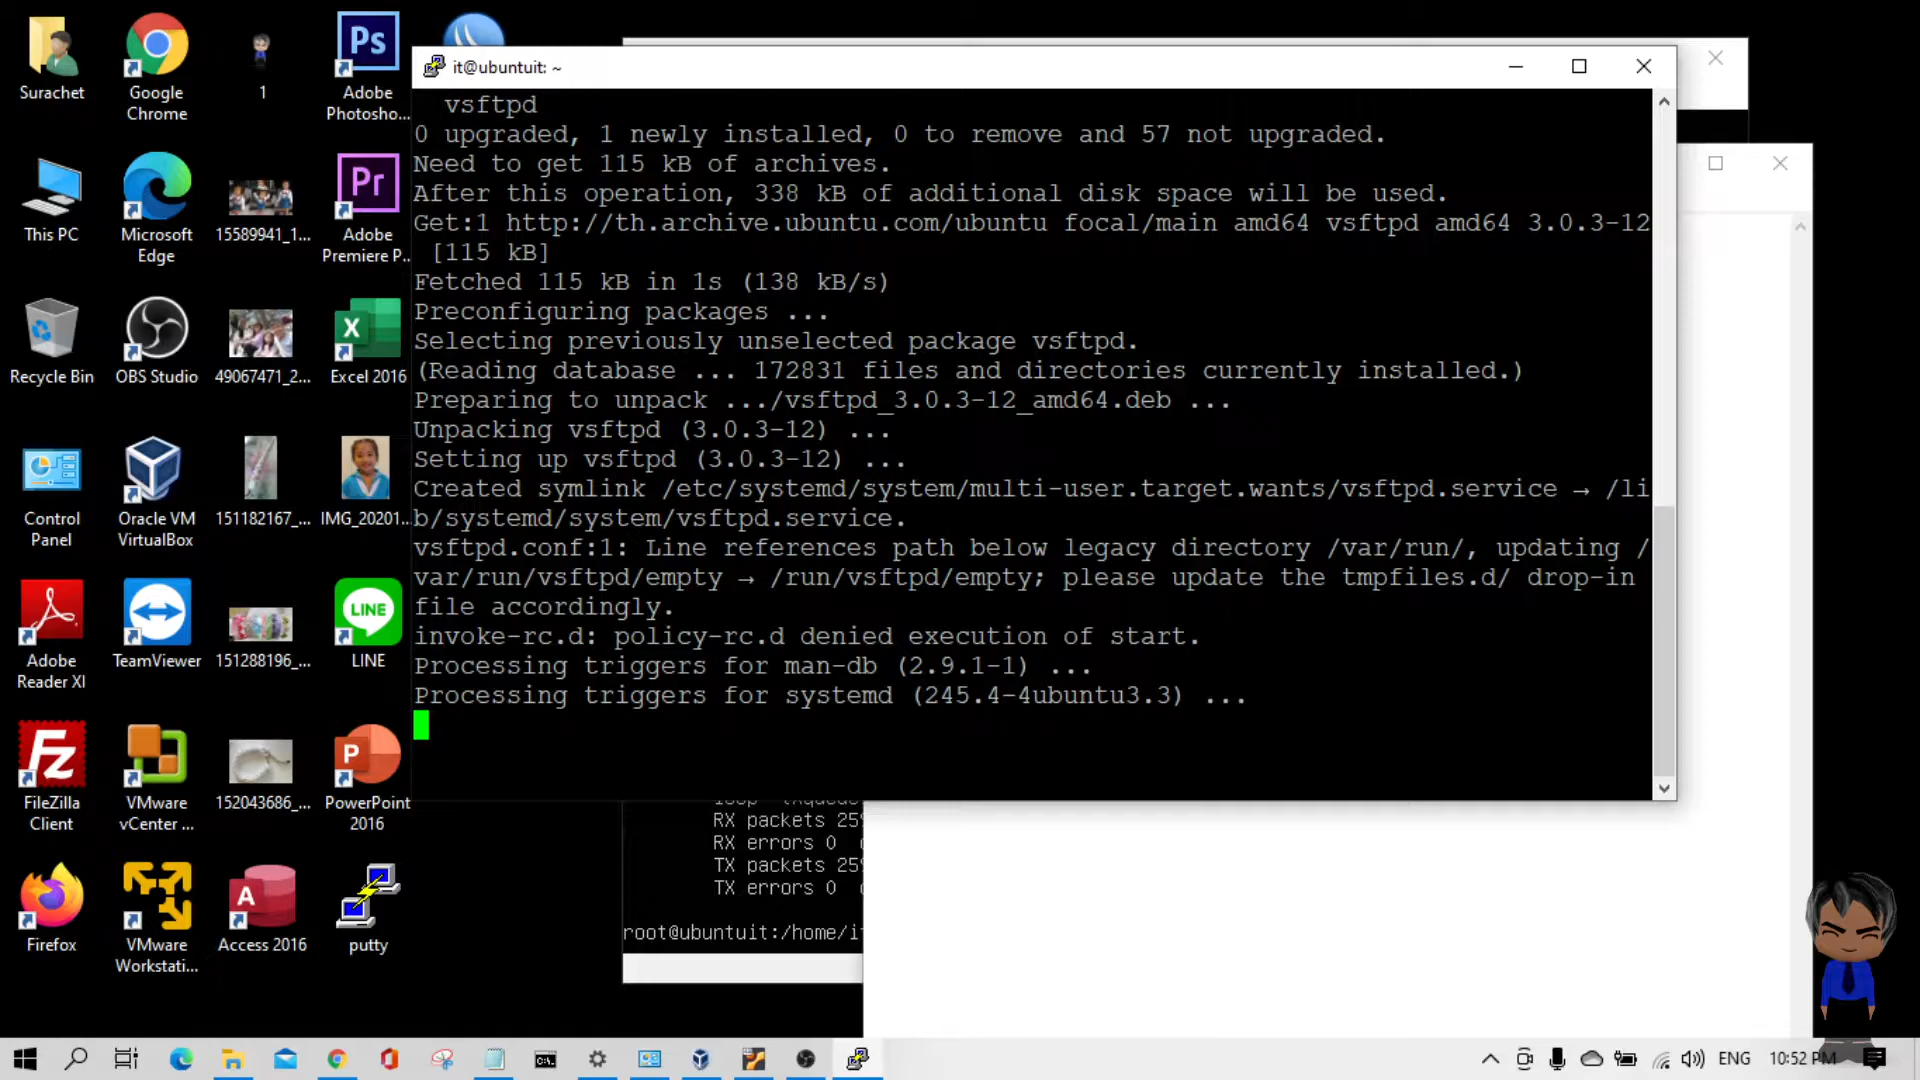 Surachet
Google
Chrome
1
Ps
Adobe
Photosho...
This PC
Microsoft
Edge
15589941_1...
Pr
Adobe
Premiere P...
Recycle Bin
OBS Studio
49067471_2...
X
Excel 2016
Control
Panel
Oracle VM
VirtualBox
151182167_...
IMG_20201...
Adobe
Reader XI
TeamViewer
151288196_...
LINE
LINE
Fz
FileZilla
Client
VMware
vCenter ...
152043686_...
P
PowerPoint
2016
Firefox
VMware
Workstati...
A
Access 2016
putty
it@ubuntuit: ~
vsftpd
0 upgraded, 1 newly installed, 0 to remove and 57 not upgraded.
Need to get 115 kB of archives.
After this operation, 338 kB of additional disk space will be used.
Get:1 http://th.archive.ubuntu.com/ubuntu focal/main amd64 vsftpd amd64 3.0.3-12
[115 kB]
Fetched 115 kB in 1s (138 kB/s)
Preconfiguring packages ...
Selecting previously unselected package vsftpd.
(Reading database ... 172831 files and directories currently installed.)
Preparing to unpack .../vsftpd_3.0.3-12_amd64.deb ...
Unpacking vsftpd (3.0.3-12) ...
Setting up vsftpd (3.0.3-12) ...
Created symlink /etc/systemd/system/multi-user.target.wants/vsftpd.service → /li
b/systemd/system/vsftpd.service.
vsftpd.conf:1: Line references path below legacy directory /var/run/, updating /
var/run/vsftpd/empty → /run/vsftpd/empty; please update the tmpfiles.d/ drop-in
file accordingly.
invoke-rc.d: policy-rc.d denied execution of start.
Processing triggers for man-db (2.9.1-1) ...
Processing triggers for systemd (245.4-4ubuntu3.3) ...
RX packets 259
RX errors 0
TX packets 259
TX errors 0
root@ubuntuit:/home/i
ENG
10:52 PM